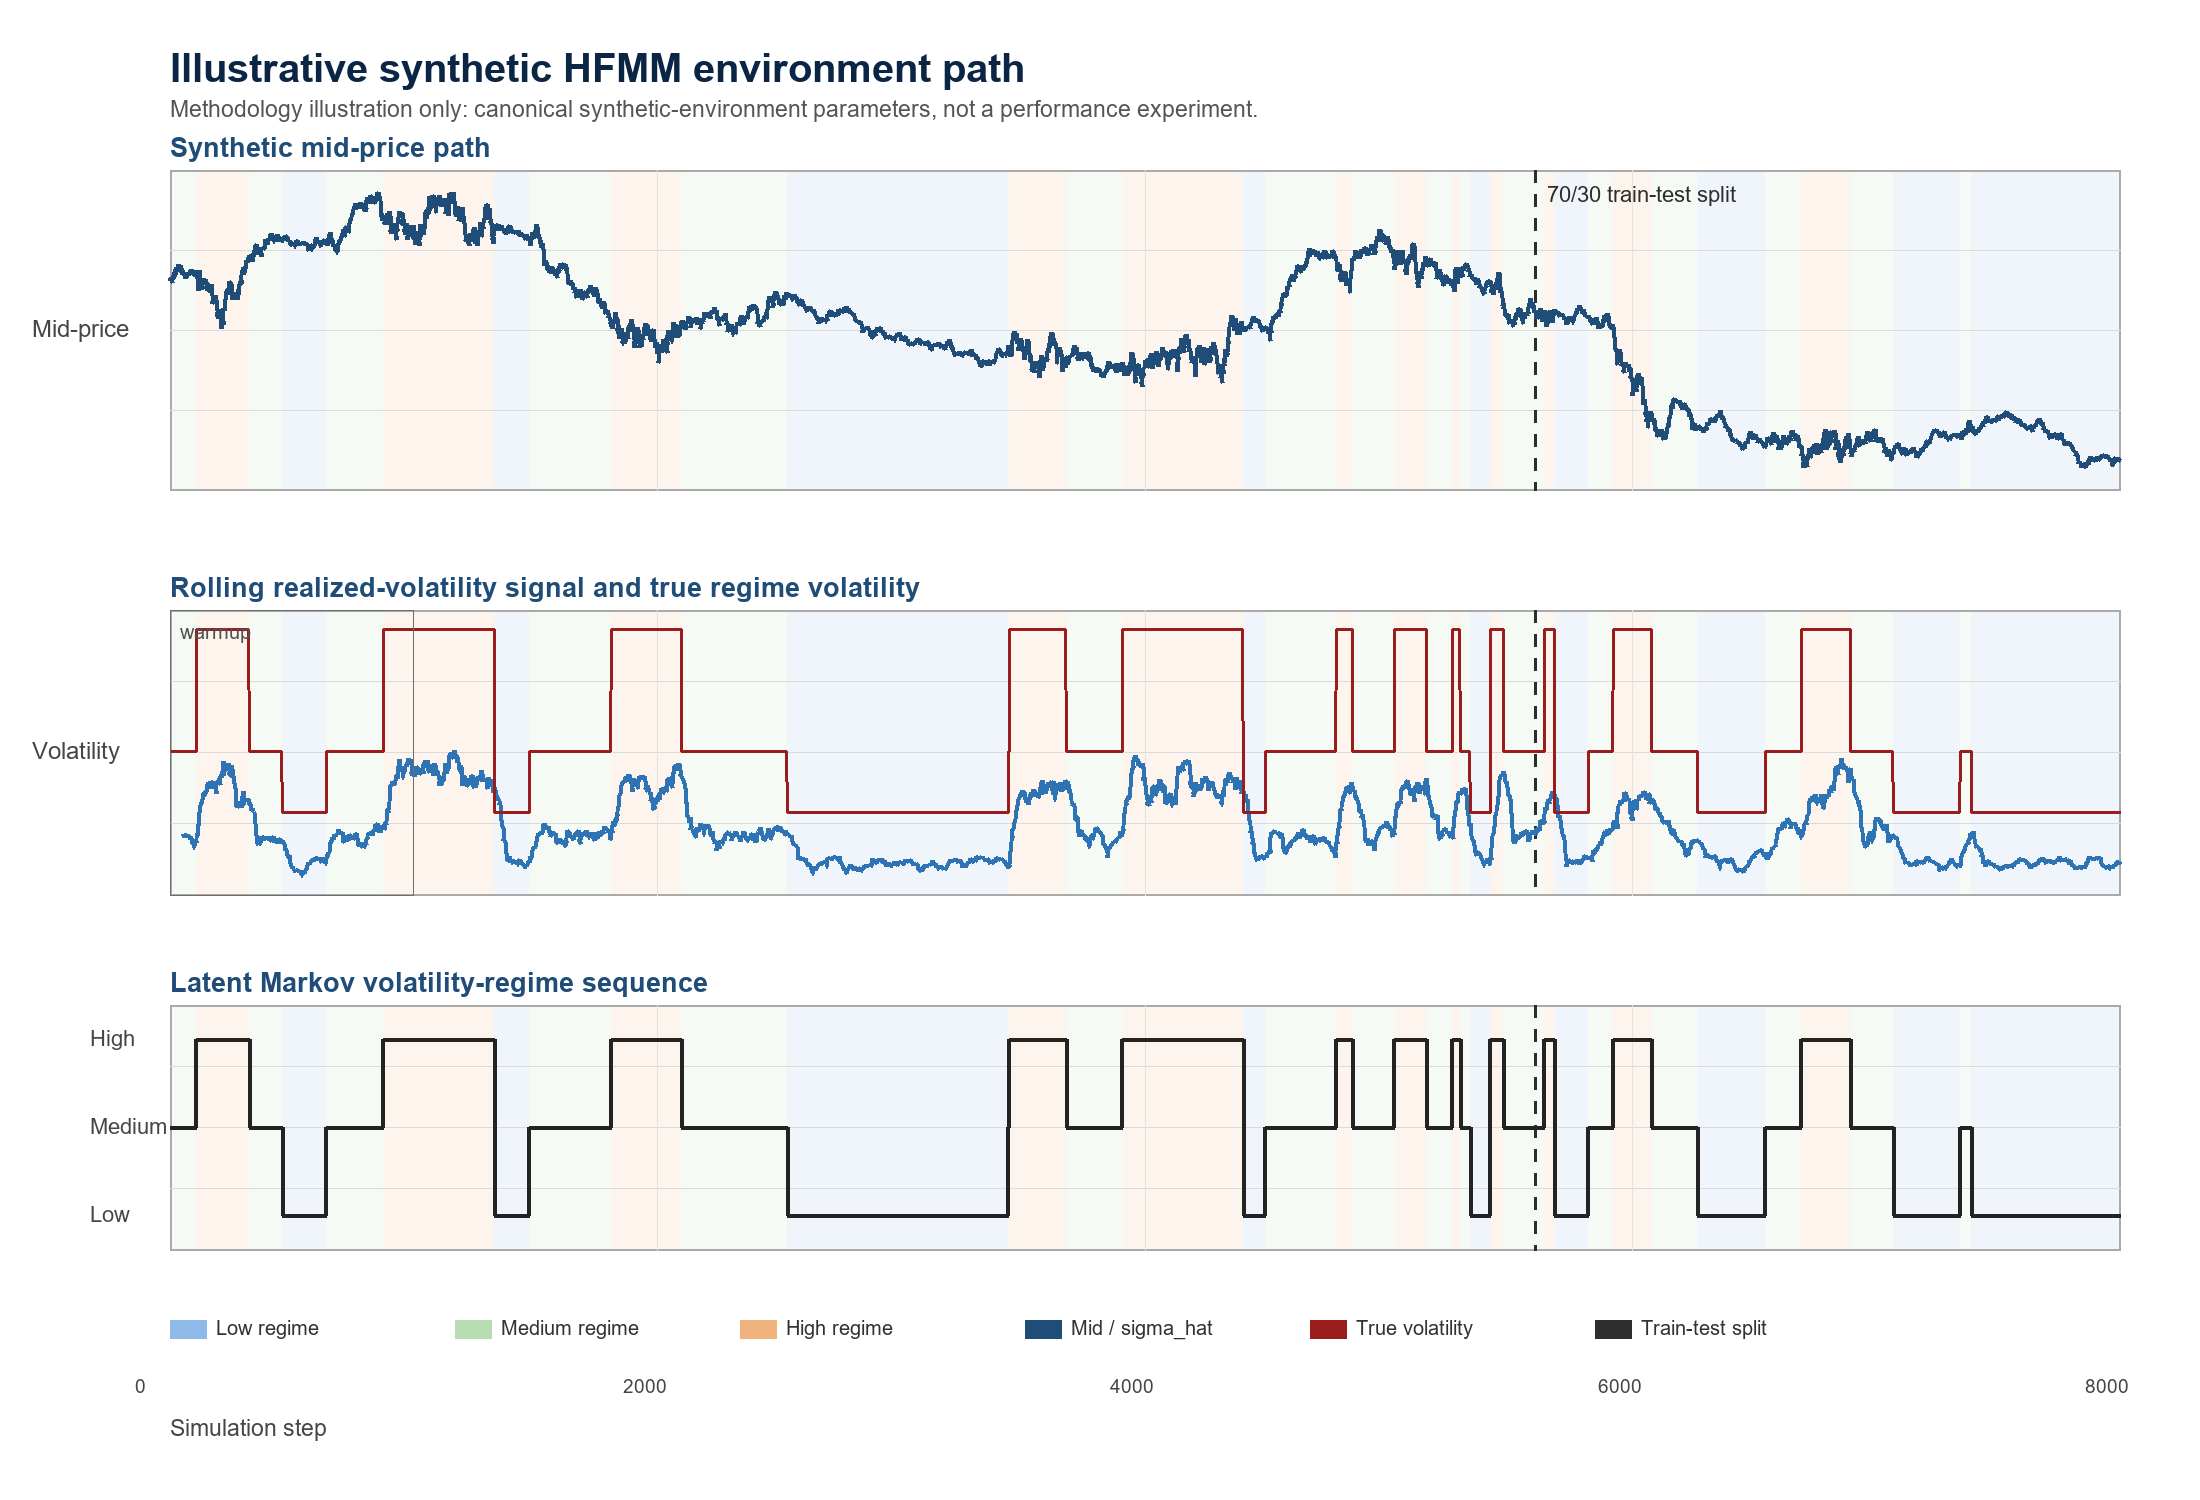 Illustrative synthetic HFMM environment path
Methodology illustration only: canonical synthetic-environment parameters, not a performance experiment.
Synthetic mid-price path
70/30 train-test split
Mid-price
Rolling realized-volatility signal and true regime volatility
warmup
Volatility
Latent Markov volatility-regime sequence
High
Medium
Low
Low regime Medium regime High regime Mid / sigma_hat True volatility Train-test split
0 2000 4000 6000 8000
Simulation step